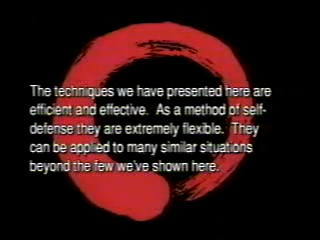 The techniques we have presented here are
efficient and effective.  As a method of self-
defense they are extremely flexible.  They
can be applied to many similar situations
beyond the few we've shown here.